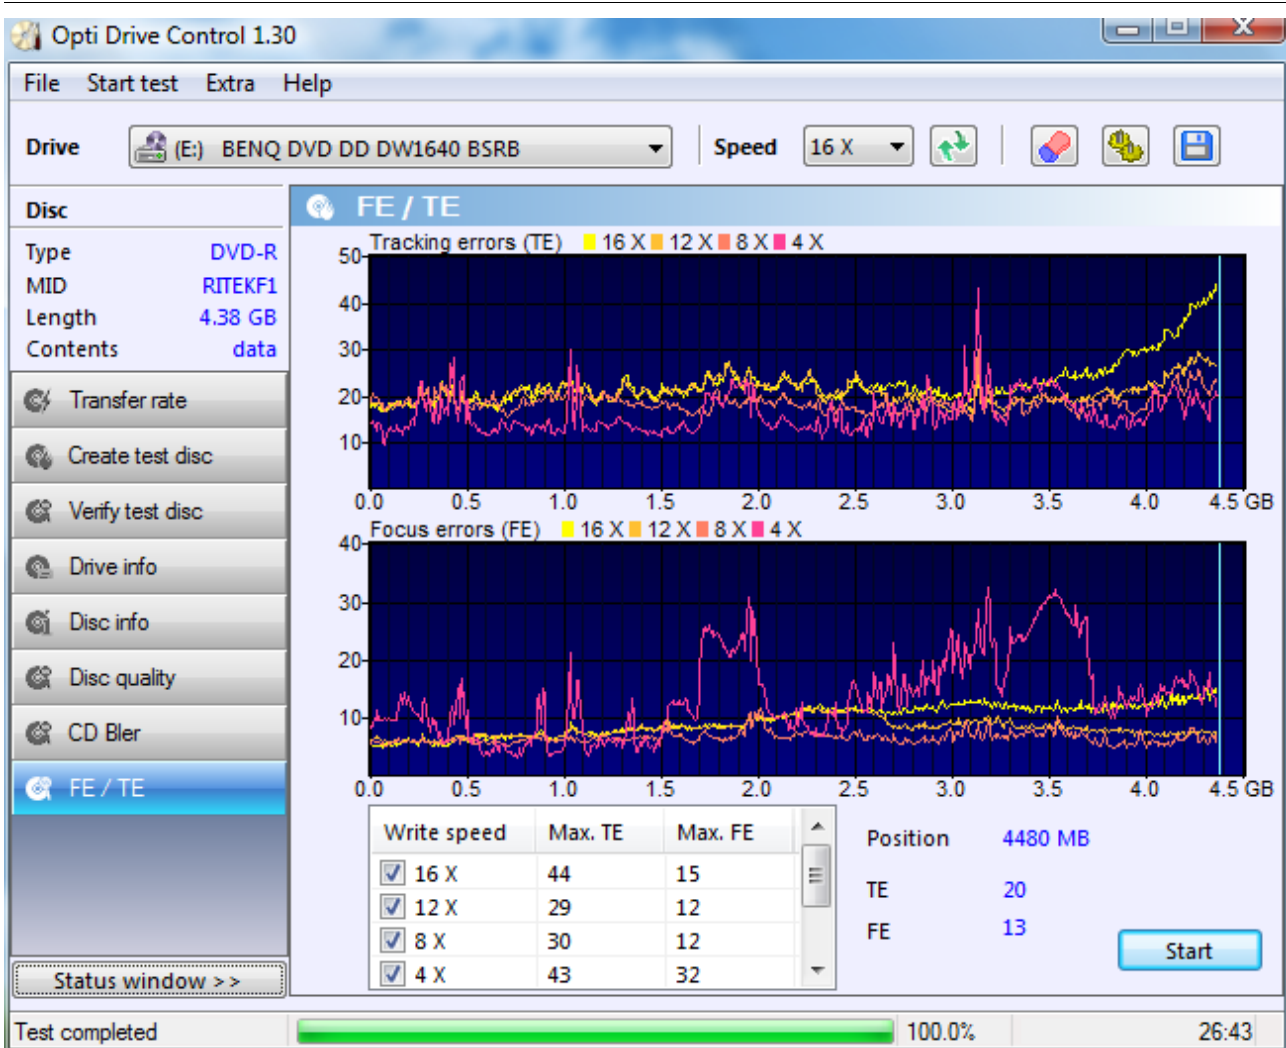 Opti Drive Control 1.30
File Start test Extra Help
Drive (E:) BENQ DVD DD DW1640 BSRB Speed 16 X
Disc
Type DVD-R
MID RITEKF1
Length 4.38 GB
Contents data
Transfer rate
Create test disc
Verify test disc
Drive info
Disc info
Disc quality
CD Bler
FE / TE
Status window >>
FE / TE
Tracking errors (TE) 16 X 12 X 8 X 4 X
50
40
30
20
10
0.0 0.5 1.0 1.5 2.0 2.5 3.0 3.5 4.0 4.5 GB
Focus errors (FE) 16 X 12 X 8 X 4 X
40
30
20
10
0.0 0.5 1.0 1.5 2.0 2.5 3.0 3.5 4.0 4.5 GB
Write speed Max. TE Max. FE
16 X 44 15
12 X 29 12
8 X 30 12
4 X 43 32
Position 4480 MB
TE 20
FE 13
Start
Test completed 100.0% 26:43